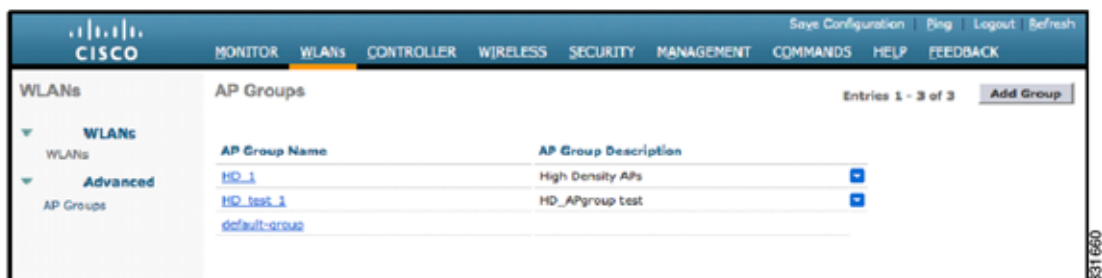 Save Configuration | Ping | Logout | Refresh
CISCO
MONITOR WLANs CONTROLLER WIRELESS SECURITY MANAGEMENT COMMANDS HELP FEEDBACK
WLANs
AP Groups
Entries 1 - 3 of 3
Add Group
WLANs
WLANs
Advanced
AP Groups
AP Group Name AP Group Description
HD_1 High Density APs
HD_test_1 HD_APgroup test
default-group
331660